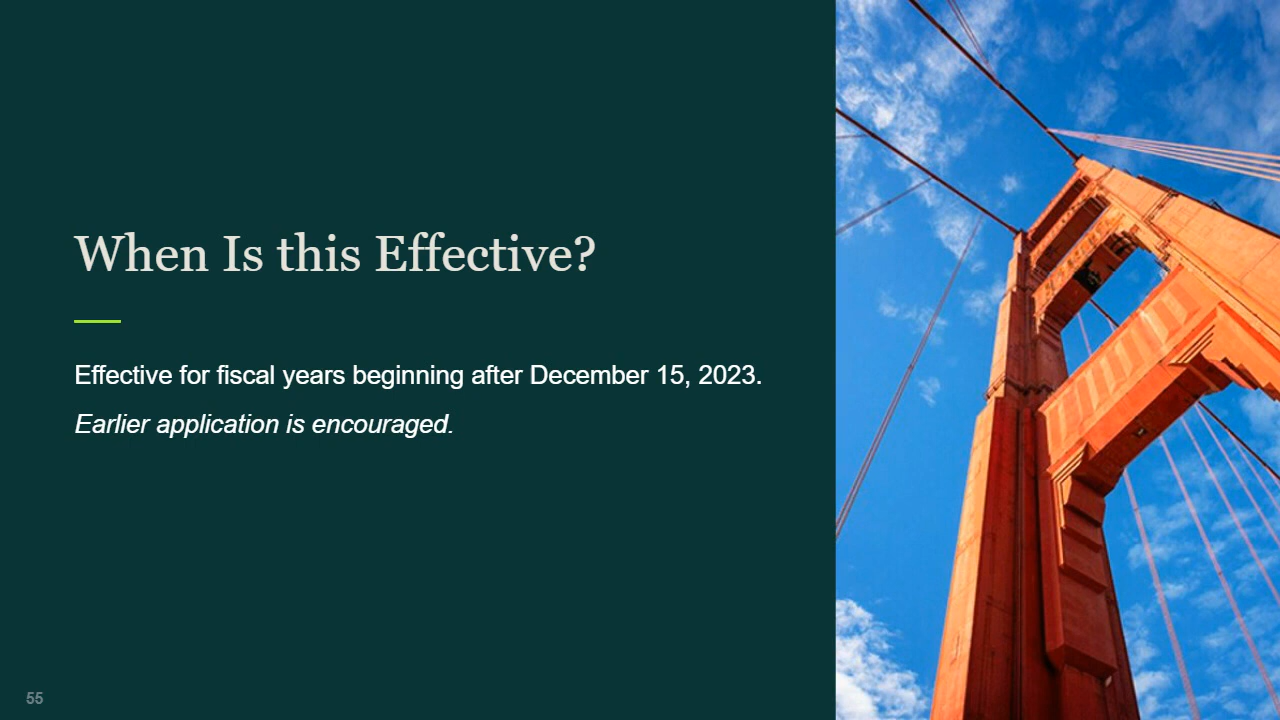 When Is this Effective?
Effective for fiscal years beginning after December 15, 2023.
Earlier application is encouraged.
55